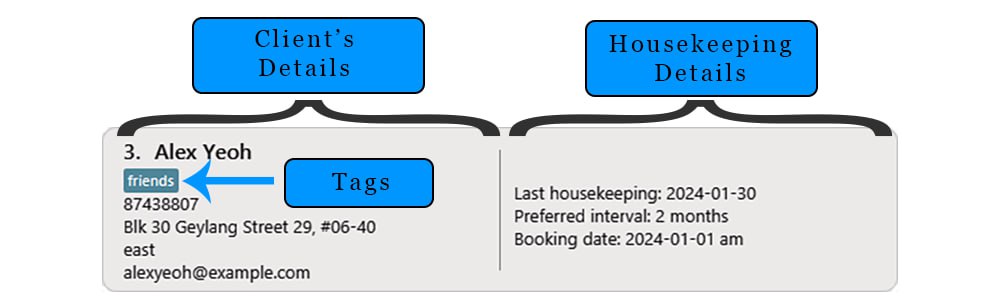 Client's
Details
Housekeeping
Details
3. Alex Yeoh
friends
Tags
87438807
Blk 30 Geylang Street 29, #06-40
east
alexyeoh@example.com
Last housekeeping: 2024-01-30
Preferred interval: 2 months
Booking date: 2024-01-01 am